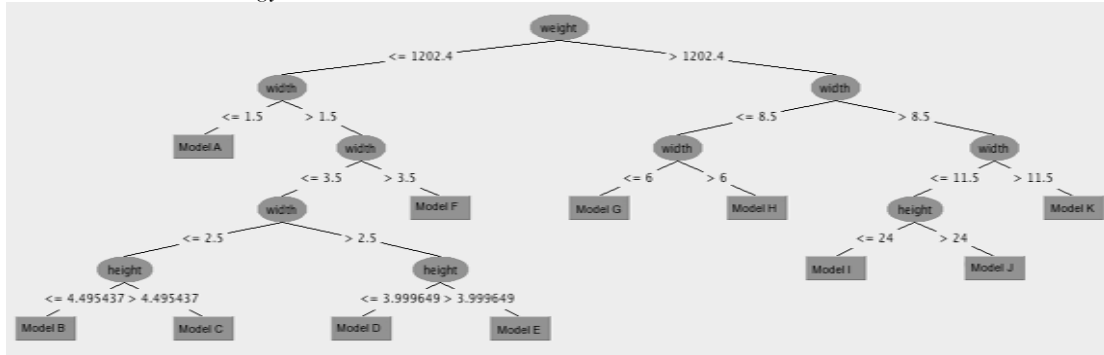 weight
<= 1202.4 > 1202.4
width width
<= 1.5 > 1.5 <= 8.5 > 8.5
Model A width width width
<= 3.5 > 3.5 <= 6 > 6 <= 11.5 > 11.5
width Model F Model G Model H height Model K
<= 2.5 > 2.5 <= 24 > 24
height height Model I Model J
<= 4.495437 > 4.495437 <= 3.999649 > 3.999649
Model B Model C Model D Model E